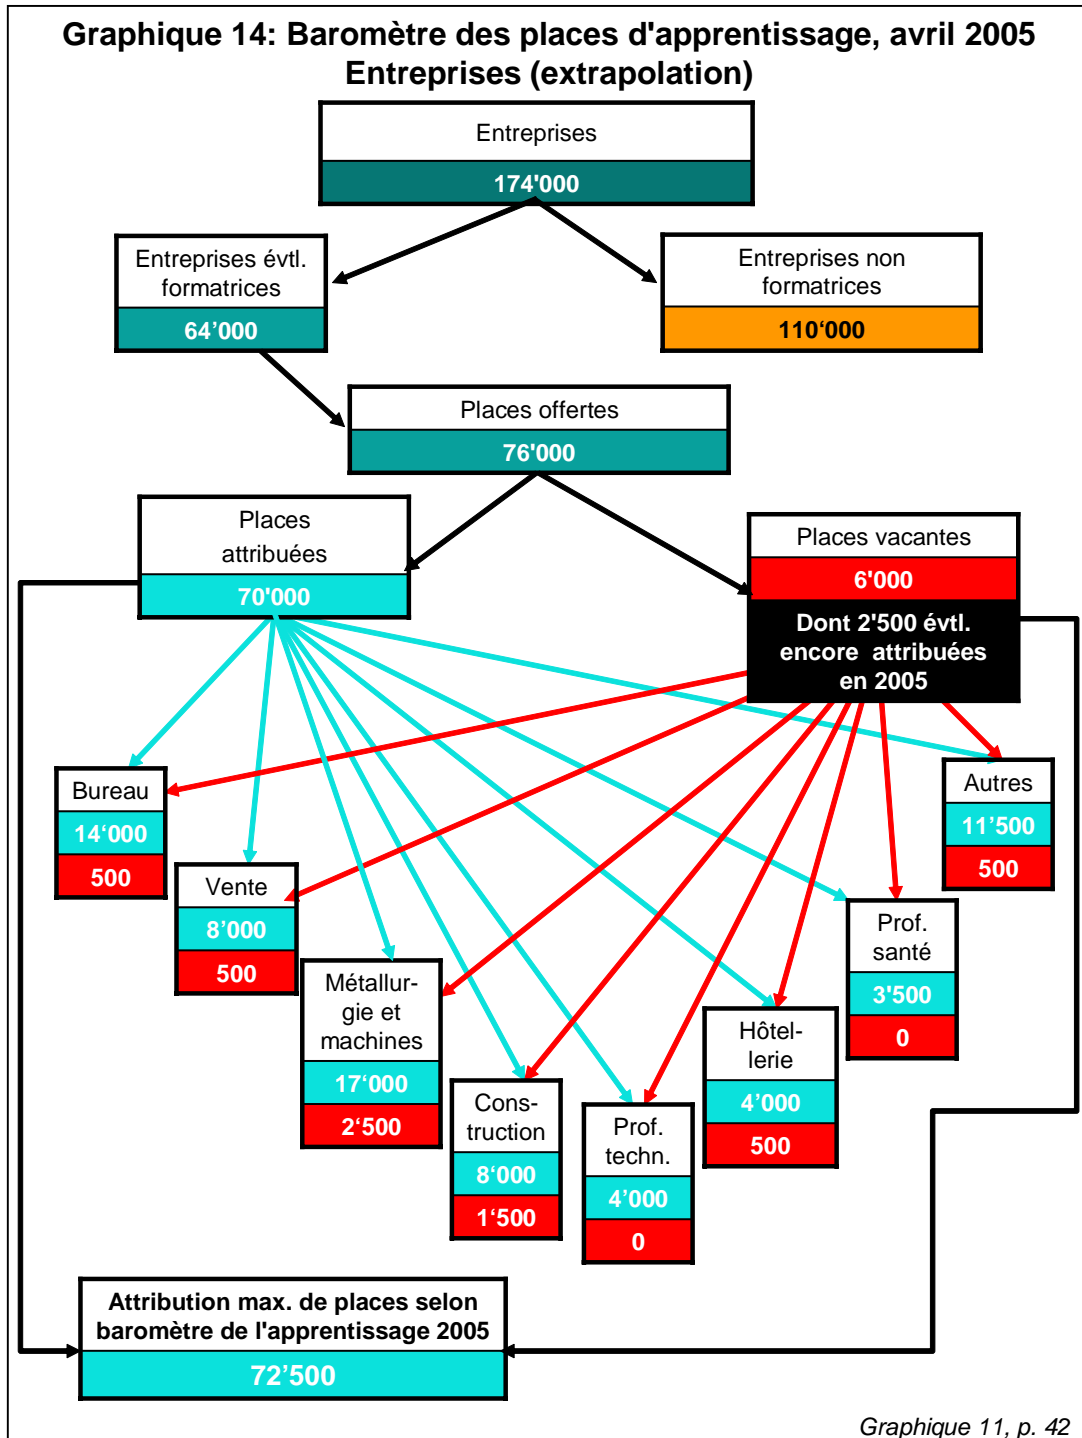 Graphique 14: Baromètre des places d'apprentissage, avril 2005
Entreprises (extrapolation)
Entreprises
174'000
Entreprises évtl.
formatrices
64’000
Entreprises non
formatrices
110‘000
Places offertes
76'000
Places
attribuées
70'000
Places vacantes
6'000
Dont 2'500 évtl.
encore attribuées
en 2005
Bureau
14‘000
500
Vente
8’000
500
Métallur-
gie et
machines
17‘000
2‘500
Cons-
truction
8’000
1‘500
Prof.
techn.
4’000
0
Hôtel-
lerie
4’000
500
Prof.
santé
3'500
0
Autres
11’500
500
Attribution max. de places selon
baromètre de l'apprentissage 2005
72’500
Graphique 11, p. 42